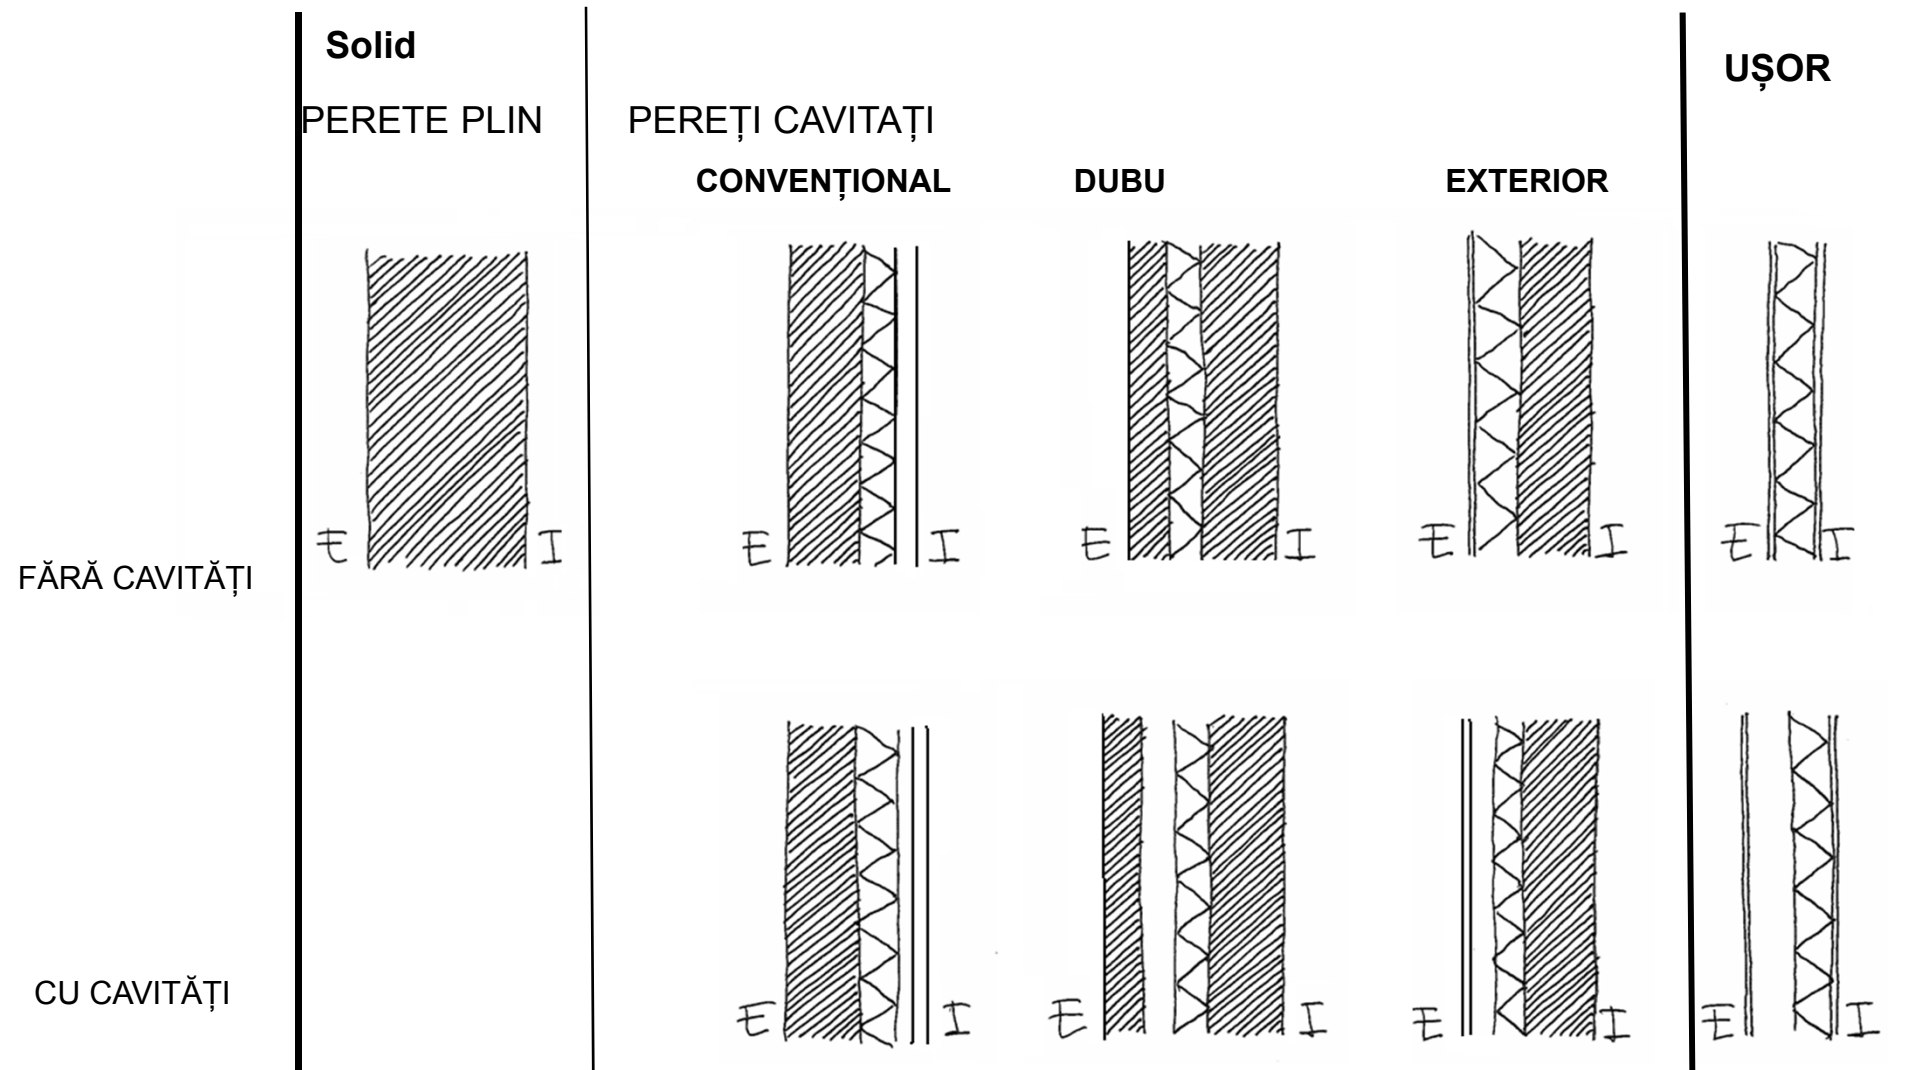 Solid
UȘOR
PERETE PLIN
PEREȚI CAVITAȚI
CONVENȚIONAL
DUBU
EXTERIOR
E I E I E I E I E I
FĂRĂ CAVITĂȚI
CU CAVITĂȚI
E I E I E I E I